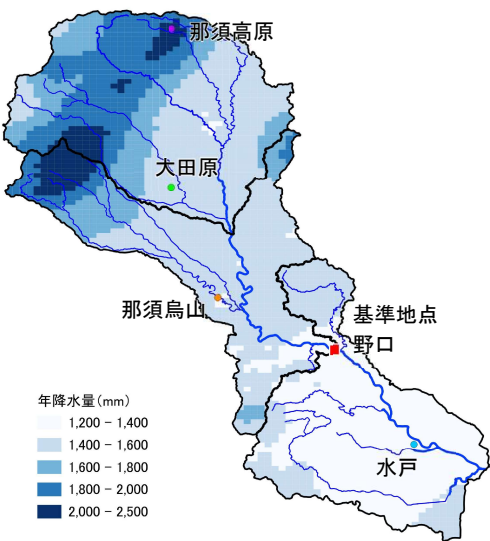 那須高原
大田原
那須烏山
基準地点
野口
水戸
年降水量(mm)
1,200 - 1,400
1,400 - 1,600
1,600 - 1,800
1,800 - 2,000
2,000 - 2,500